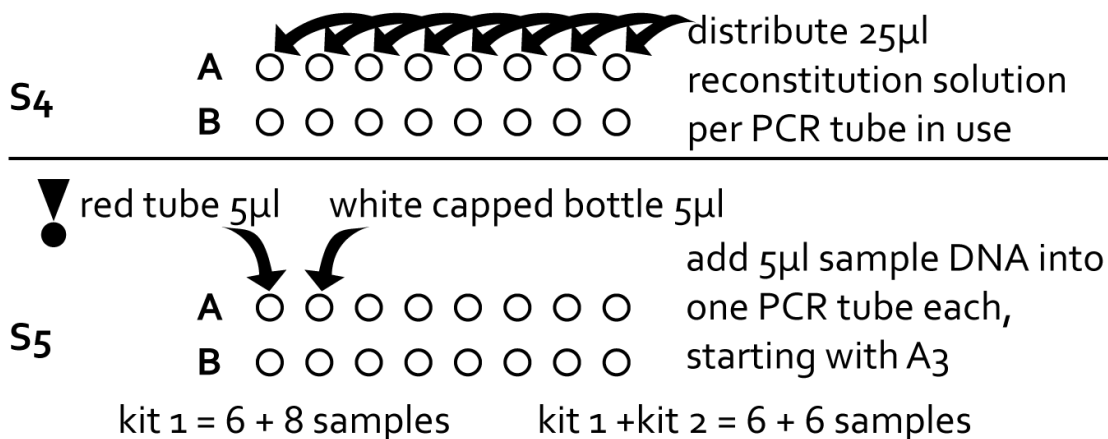 distribute 25µl
A
reconstitution solution
S4
B
per PCR tube in use
red tube 5µl
white capped bottle 5µl
add 5µl sample DNA into
A
one PCR tube each,
S5
B
starting with A3
kit 1 = 6 + 8 samples
kit 1 +kit 2 = 6 + 6 samples